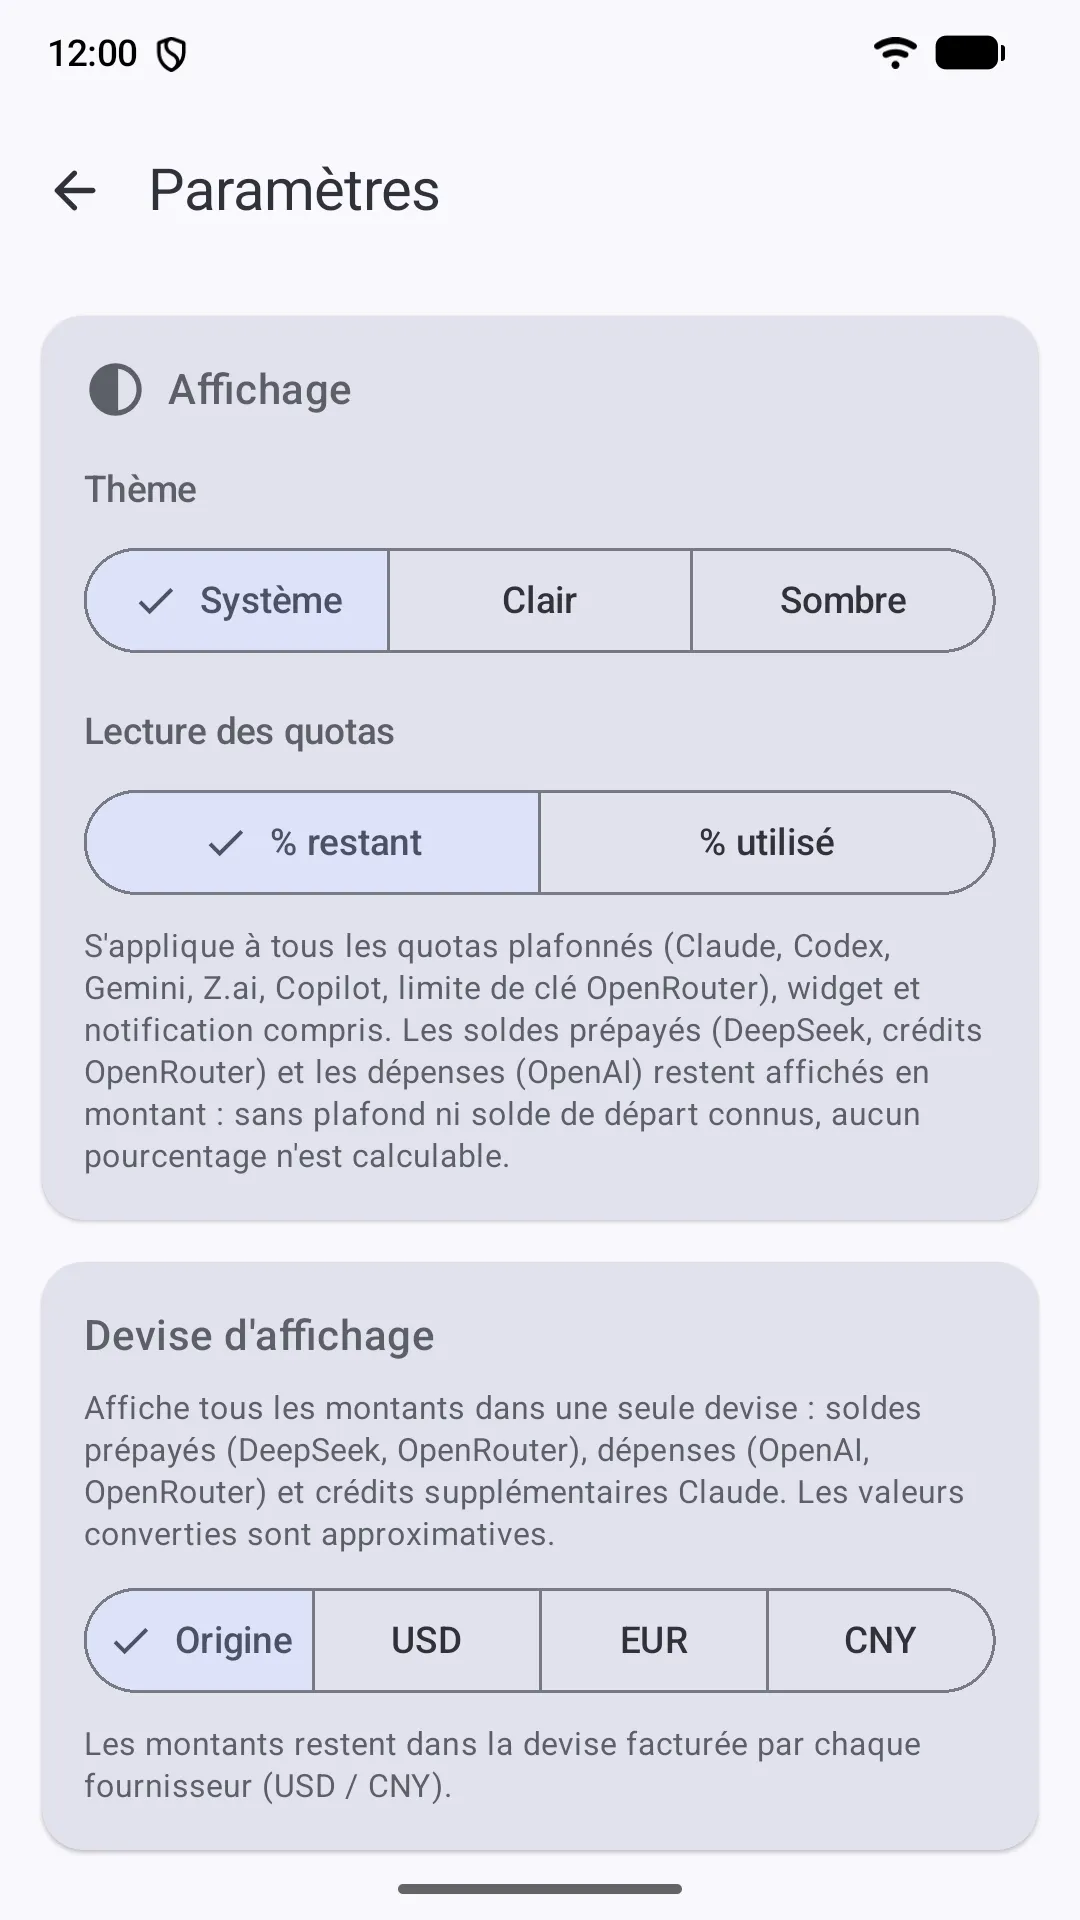 12:00
Paramètres
Affichage
Thème
Système
Clair
Sombre
Lecture des quotas
% restant
% utilisé
S'applique à tous les quotas plafonnés (Claude, Codex,
Gemini, Z.ai, Copilot, limite de clé OpenRouter), widget et
notification compris. Les soldes prépayés (DeepSeek, crédits
OpenRouter) et les dépenses (OpenAI) restent affichés en
montant : sans plafond ni solde de départ connus, aucun
pourcentage n'est calculable.
Devise d'affichage
Affiche tous les montants dans une seule devise : soldes
prépayés (DeepSeek, OpenRouter), dépenses (OpenAI,
OpenRouter) et crédits supplémentaires Claude. Les valeurs
converties sont approximatives.
Origine
USD
EUR
CNY
Les montants restent dans la devise facturée par chaque
fournisseur (USD / CNY).